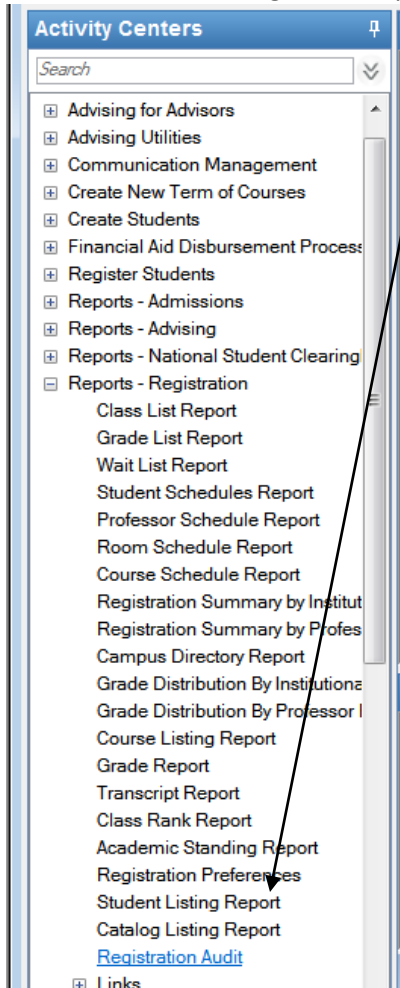 Activity Centers
Search
Advising for Advisors
Advising Utilities
Communication Management
Create New Term of Courses
Create Students
Financial Aid Disbursement Process
Register Students
Reports - Admissions
Reports - Advising
Reports - National Student Clearing
Reports - Registration
Class List Report
Grade List Report
Wait List Report
Student Schedules Report
Professor Schedule Report
Room Schedule Report
Course Schedule Report
Registration Summary by Institut
Registration Summary by Profes
Campus Directory Report
Grade Distribution By Institutiona
Grade Distribution By Professor
Course Listing Report
Grade Report
Transcript Report
Class Rank Report
Academic Standing Report
Registration Preferences
Student Listing Report
Catalog Listing Report
Registration Audit
Links